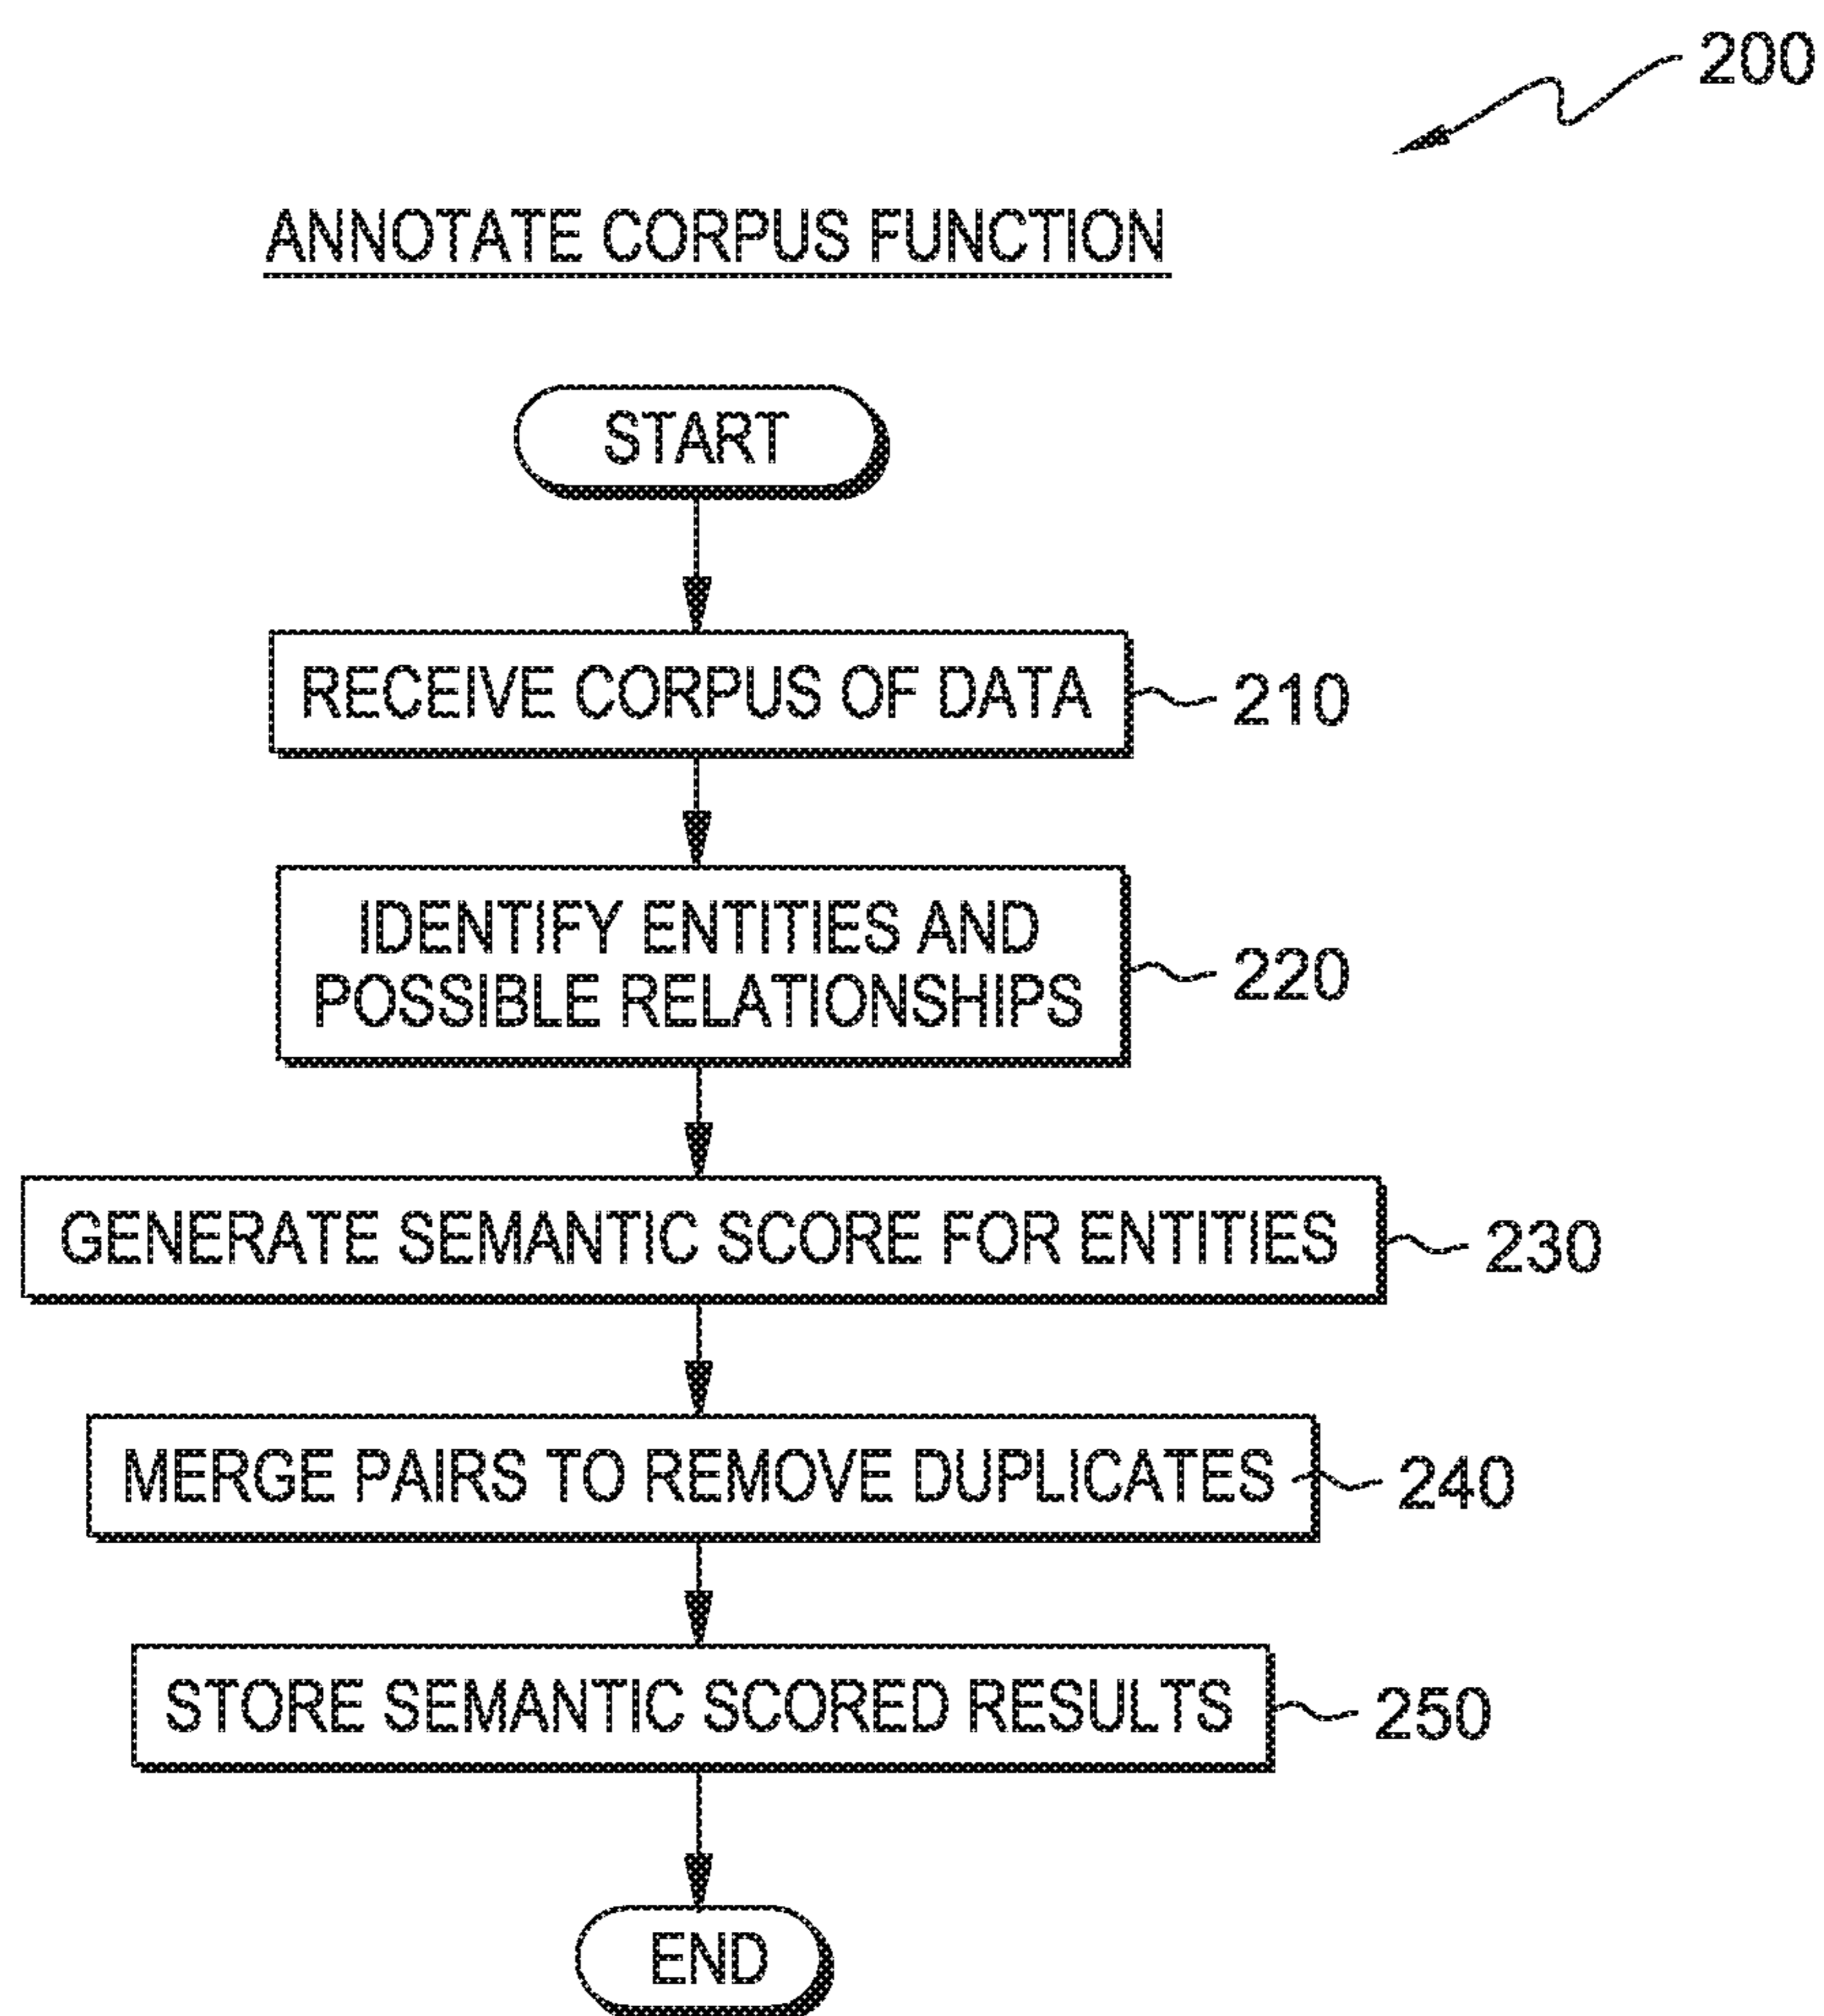 200
ANNOTATE CORPUS FUNCTION
START
RECEIVE CORPUS OF DATA
210
IDENTIFY ENTITIES AND
POSSIBLE RELATIONSHIPS
220
GENERATE SEMANTIC SCORE FOR ENTITIES
230
MERGE PAIRS TO REMOVE DUPLICATES
240
STORE SEMANTIC SCORED RESULTS
250
END